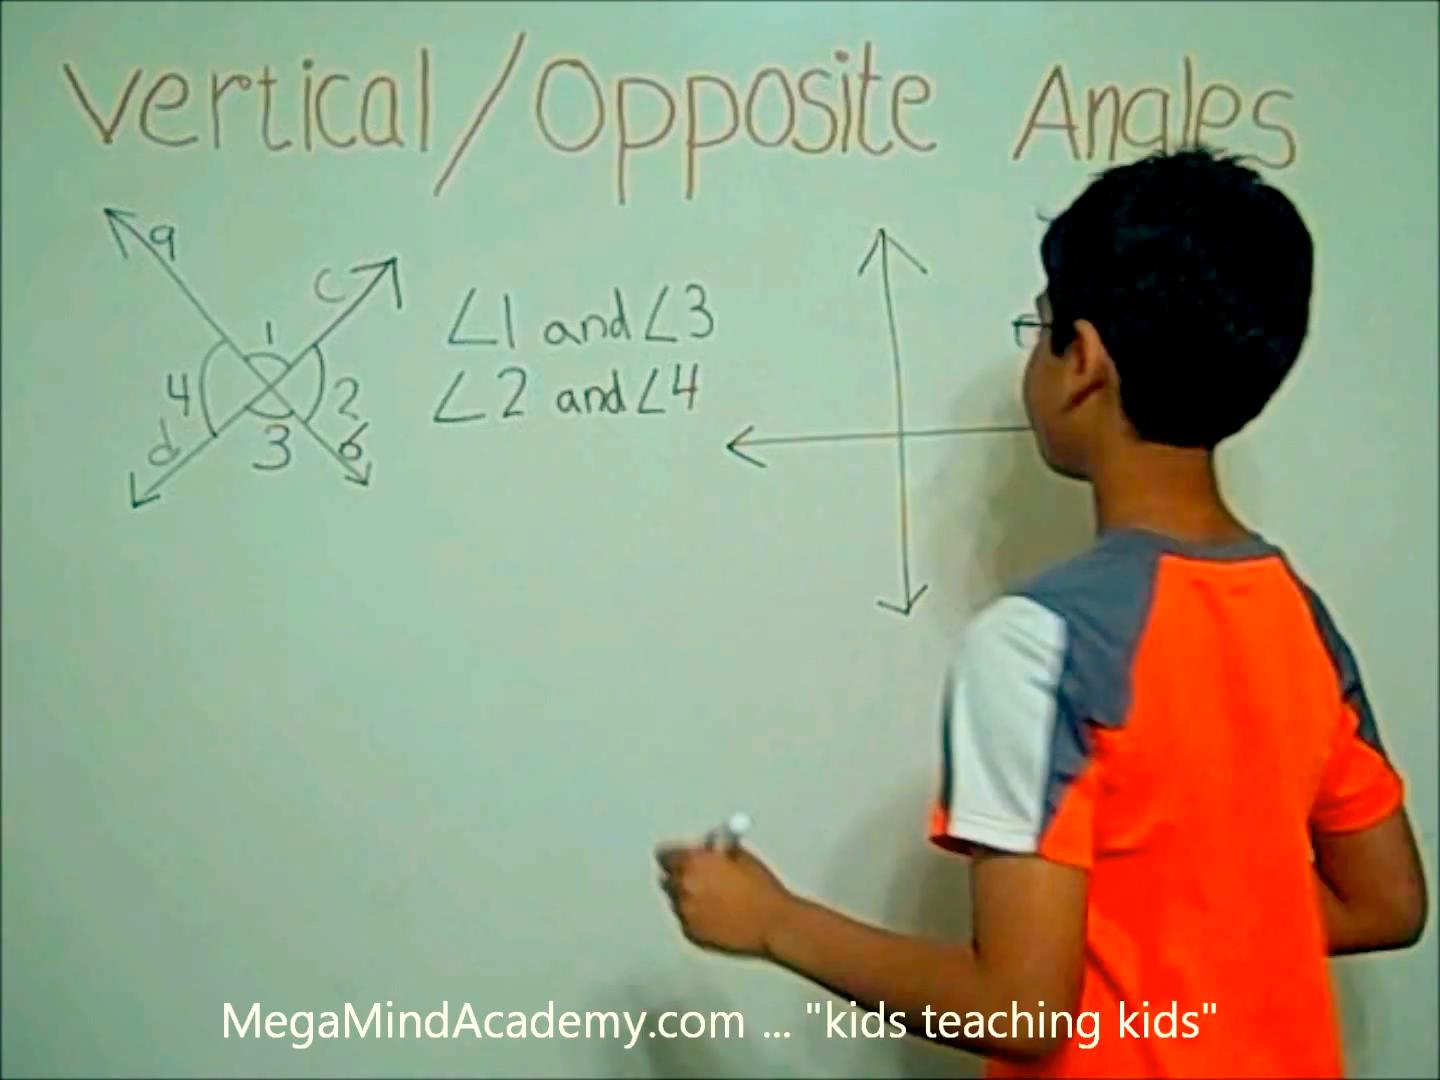 Vertical/Opposite Angles
a
c
1
∠1 and ∠3
4
2
∠2 and ∠4
d
3
b
MegaMindAcademy.com ... "kids teaching kids"